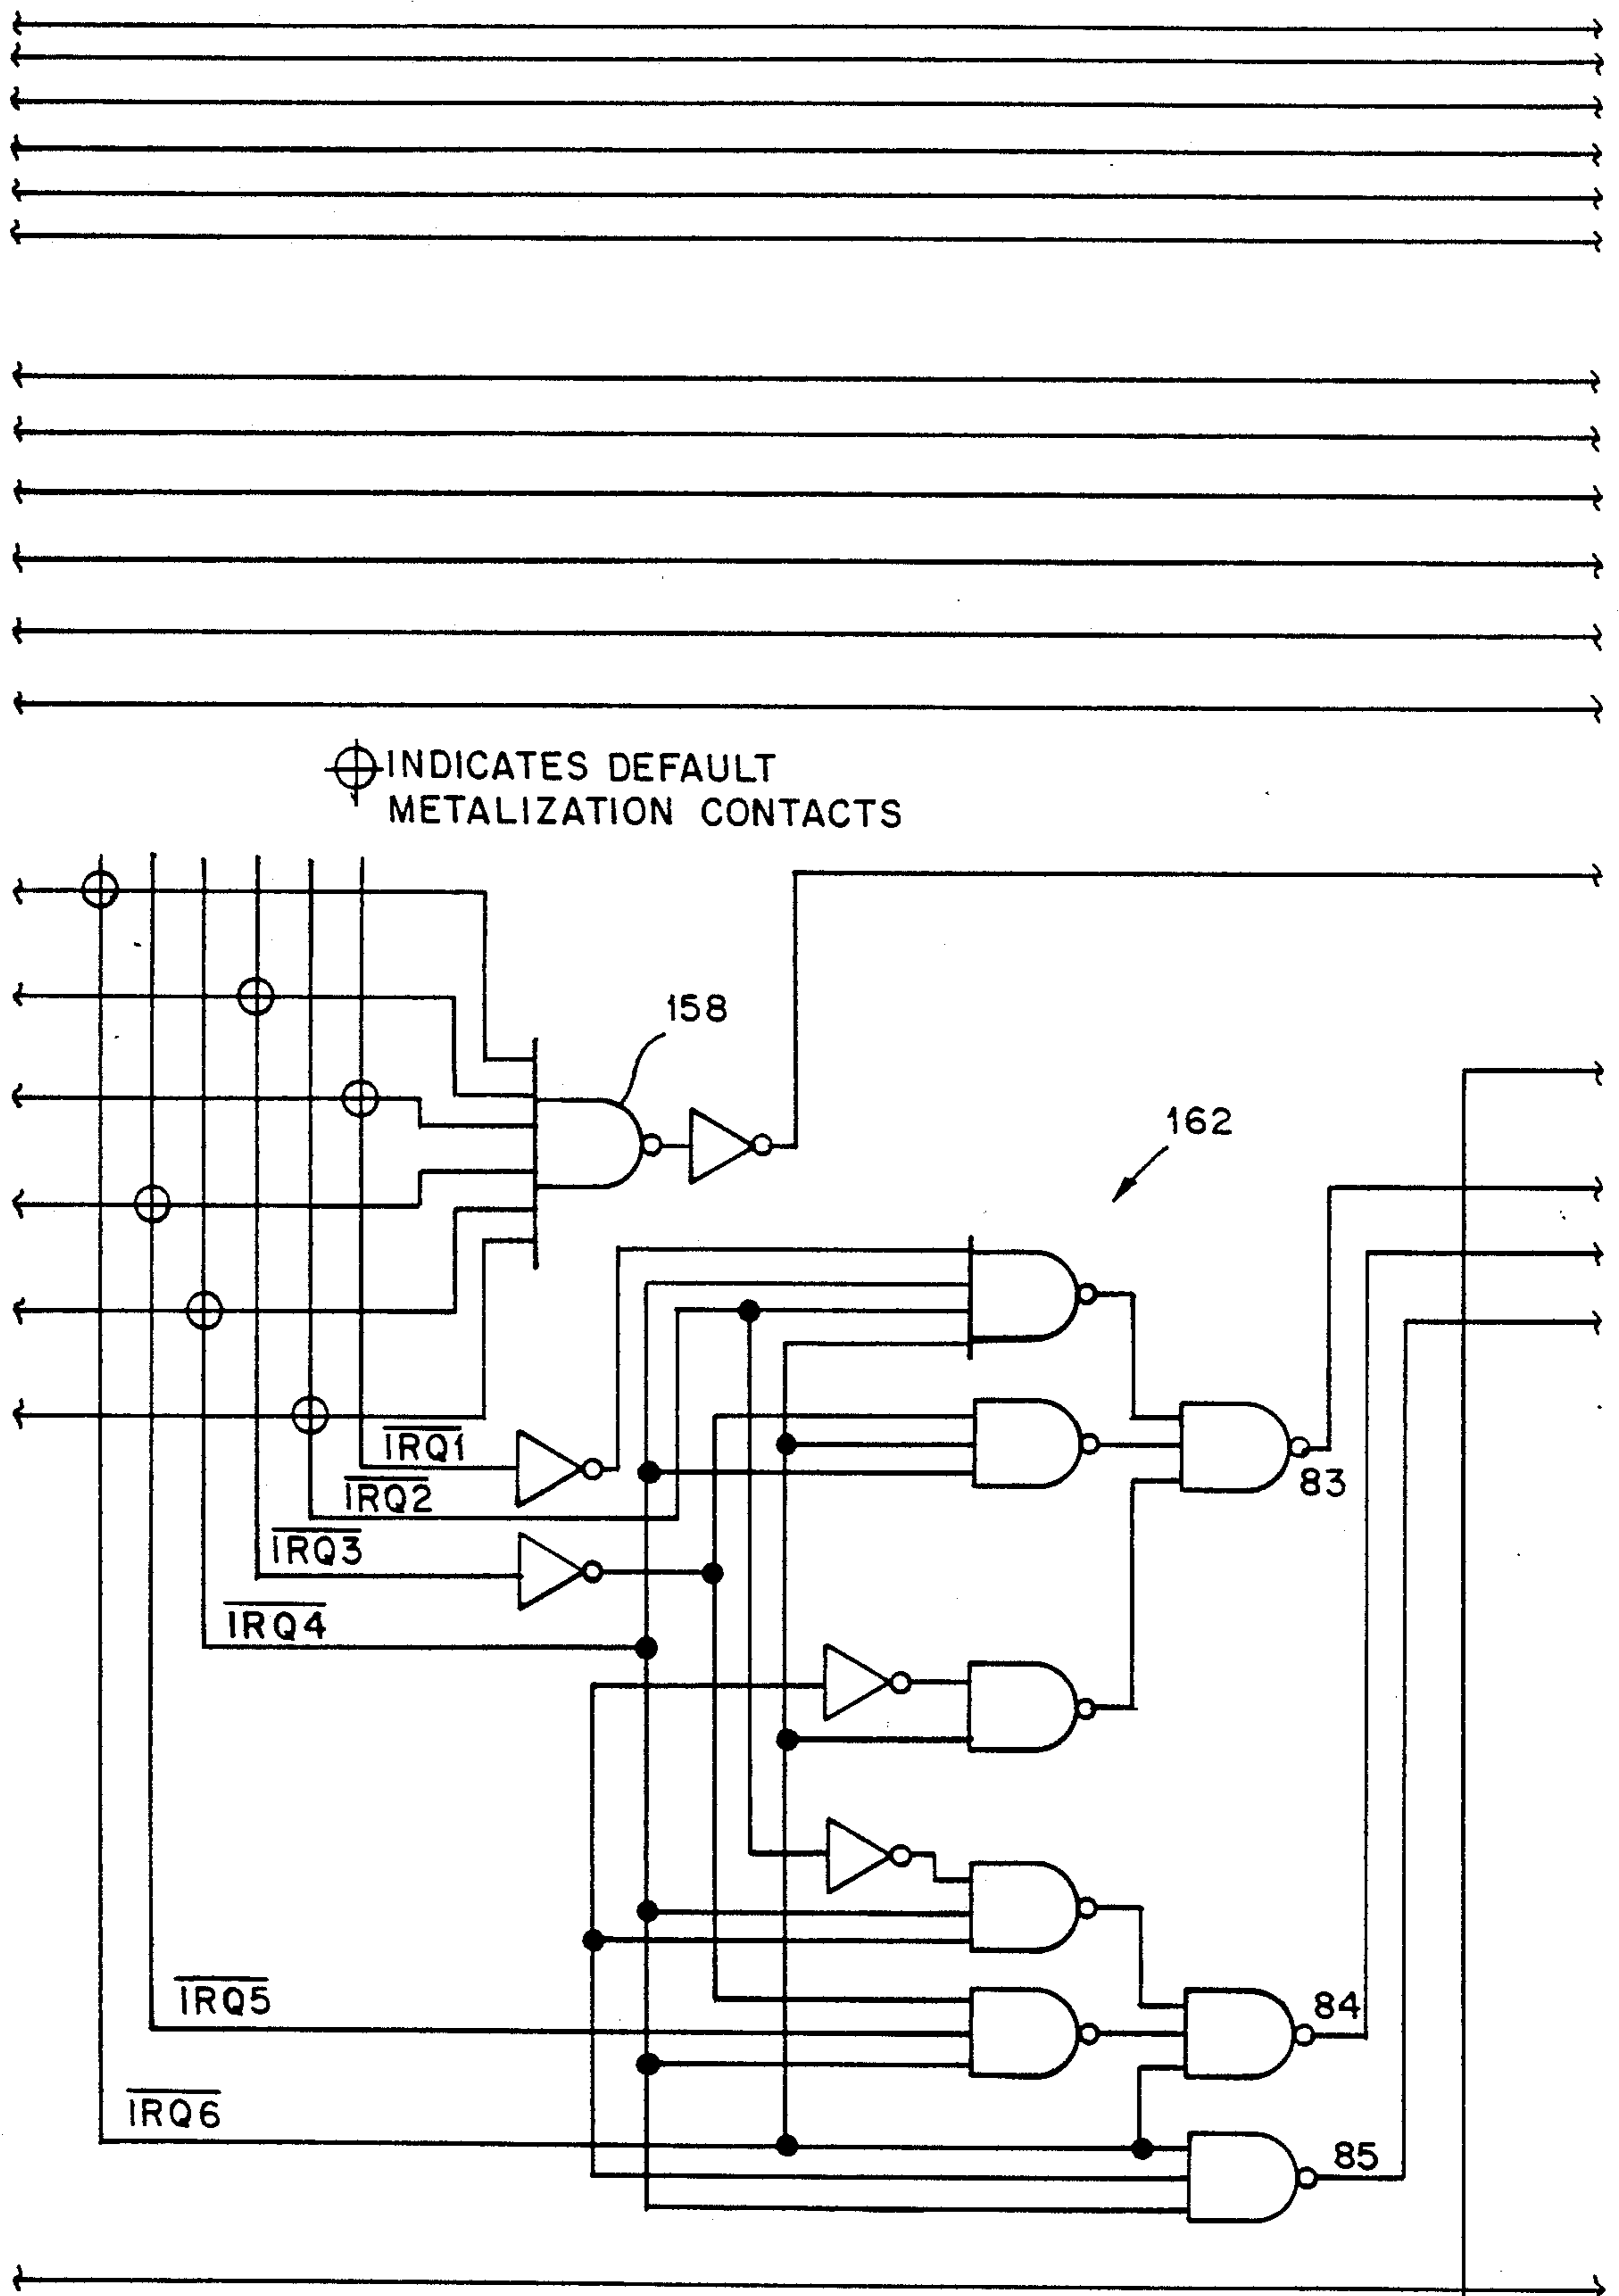 INDICATES DEFAULT
METALIZATION CONTACTS
158
162
IRQ1
IRQ2
83
IRQ3
IRQ4
IRQ5
84
IRQ6
85